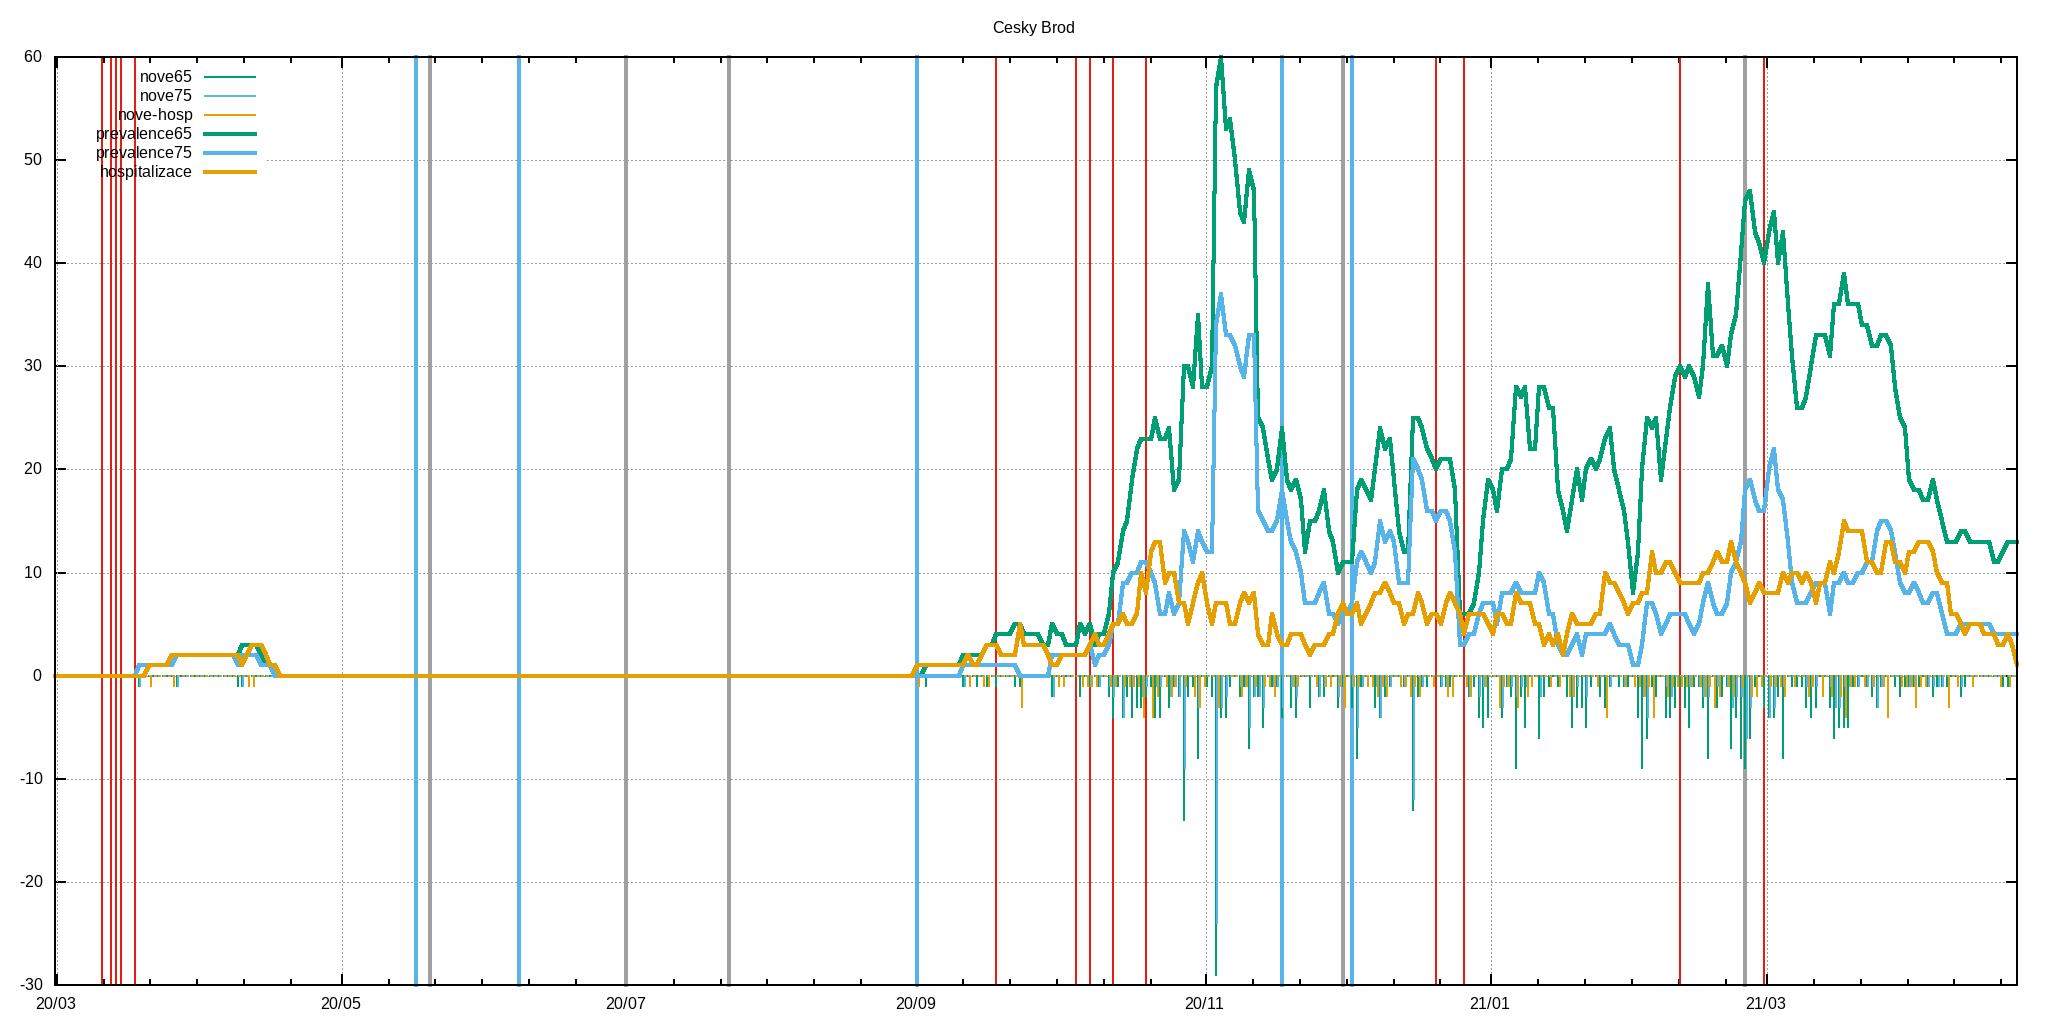 Cesky Brod
60
50
40
30
20
10
0
-10
-20
-30
nove65
nove75
nove-hosp
prevalence65
prevalence75
hospitalizace
20/03 20/05 20/07 20/09 20/11 21/01 21/03